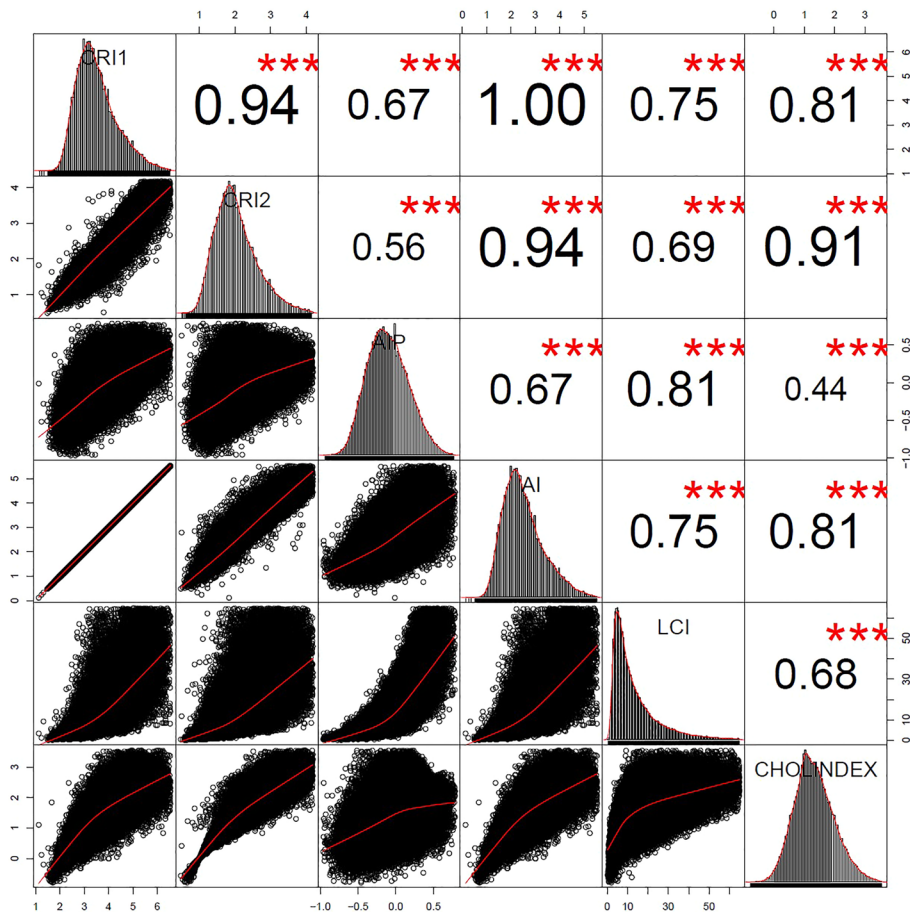 1 2 3 4 0 1 2 3 4 5 0 1 2 3
CRI1 0.94 *** 0.67 *** 1.00 *** 0.75 *** 0.81 *** 1 2 3 4 5 6
1 2 3 4 CRI2 0.56 *** 0.94 *** 0.69 *** 0.91 ***
AIP 0.67 *** 0.81 *** 0.44 *** -1.0 -0.5 0.0 0.5
0 1 2 3 4 5 AI 0.75 *** 0.81 ***
LCI 0.68 *** 0 10 30 50
0 1 2 3 CHOLINDEX
1 2 3 4 5 6 -1.0 -0.5 0.0 0.5 0 10 30 50